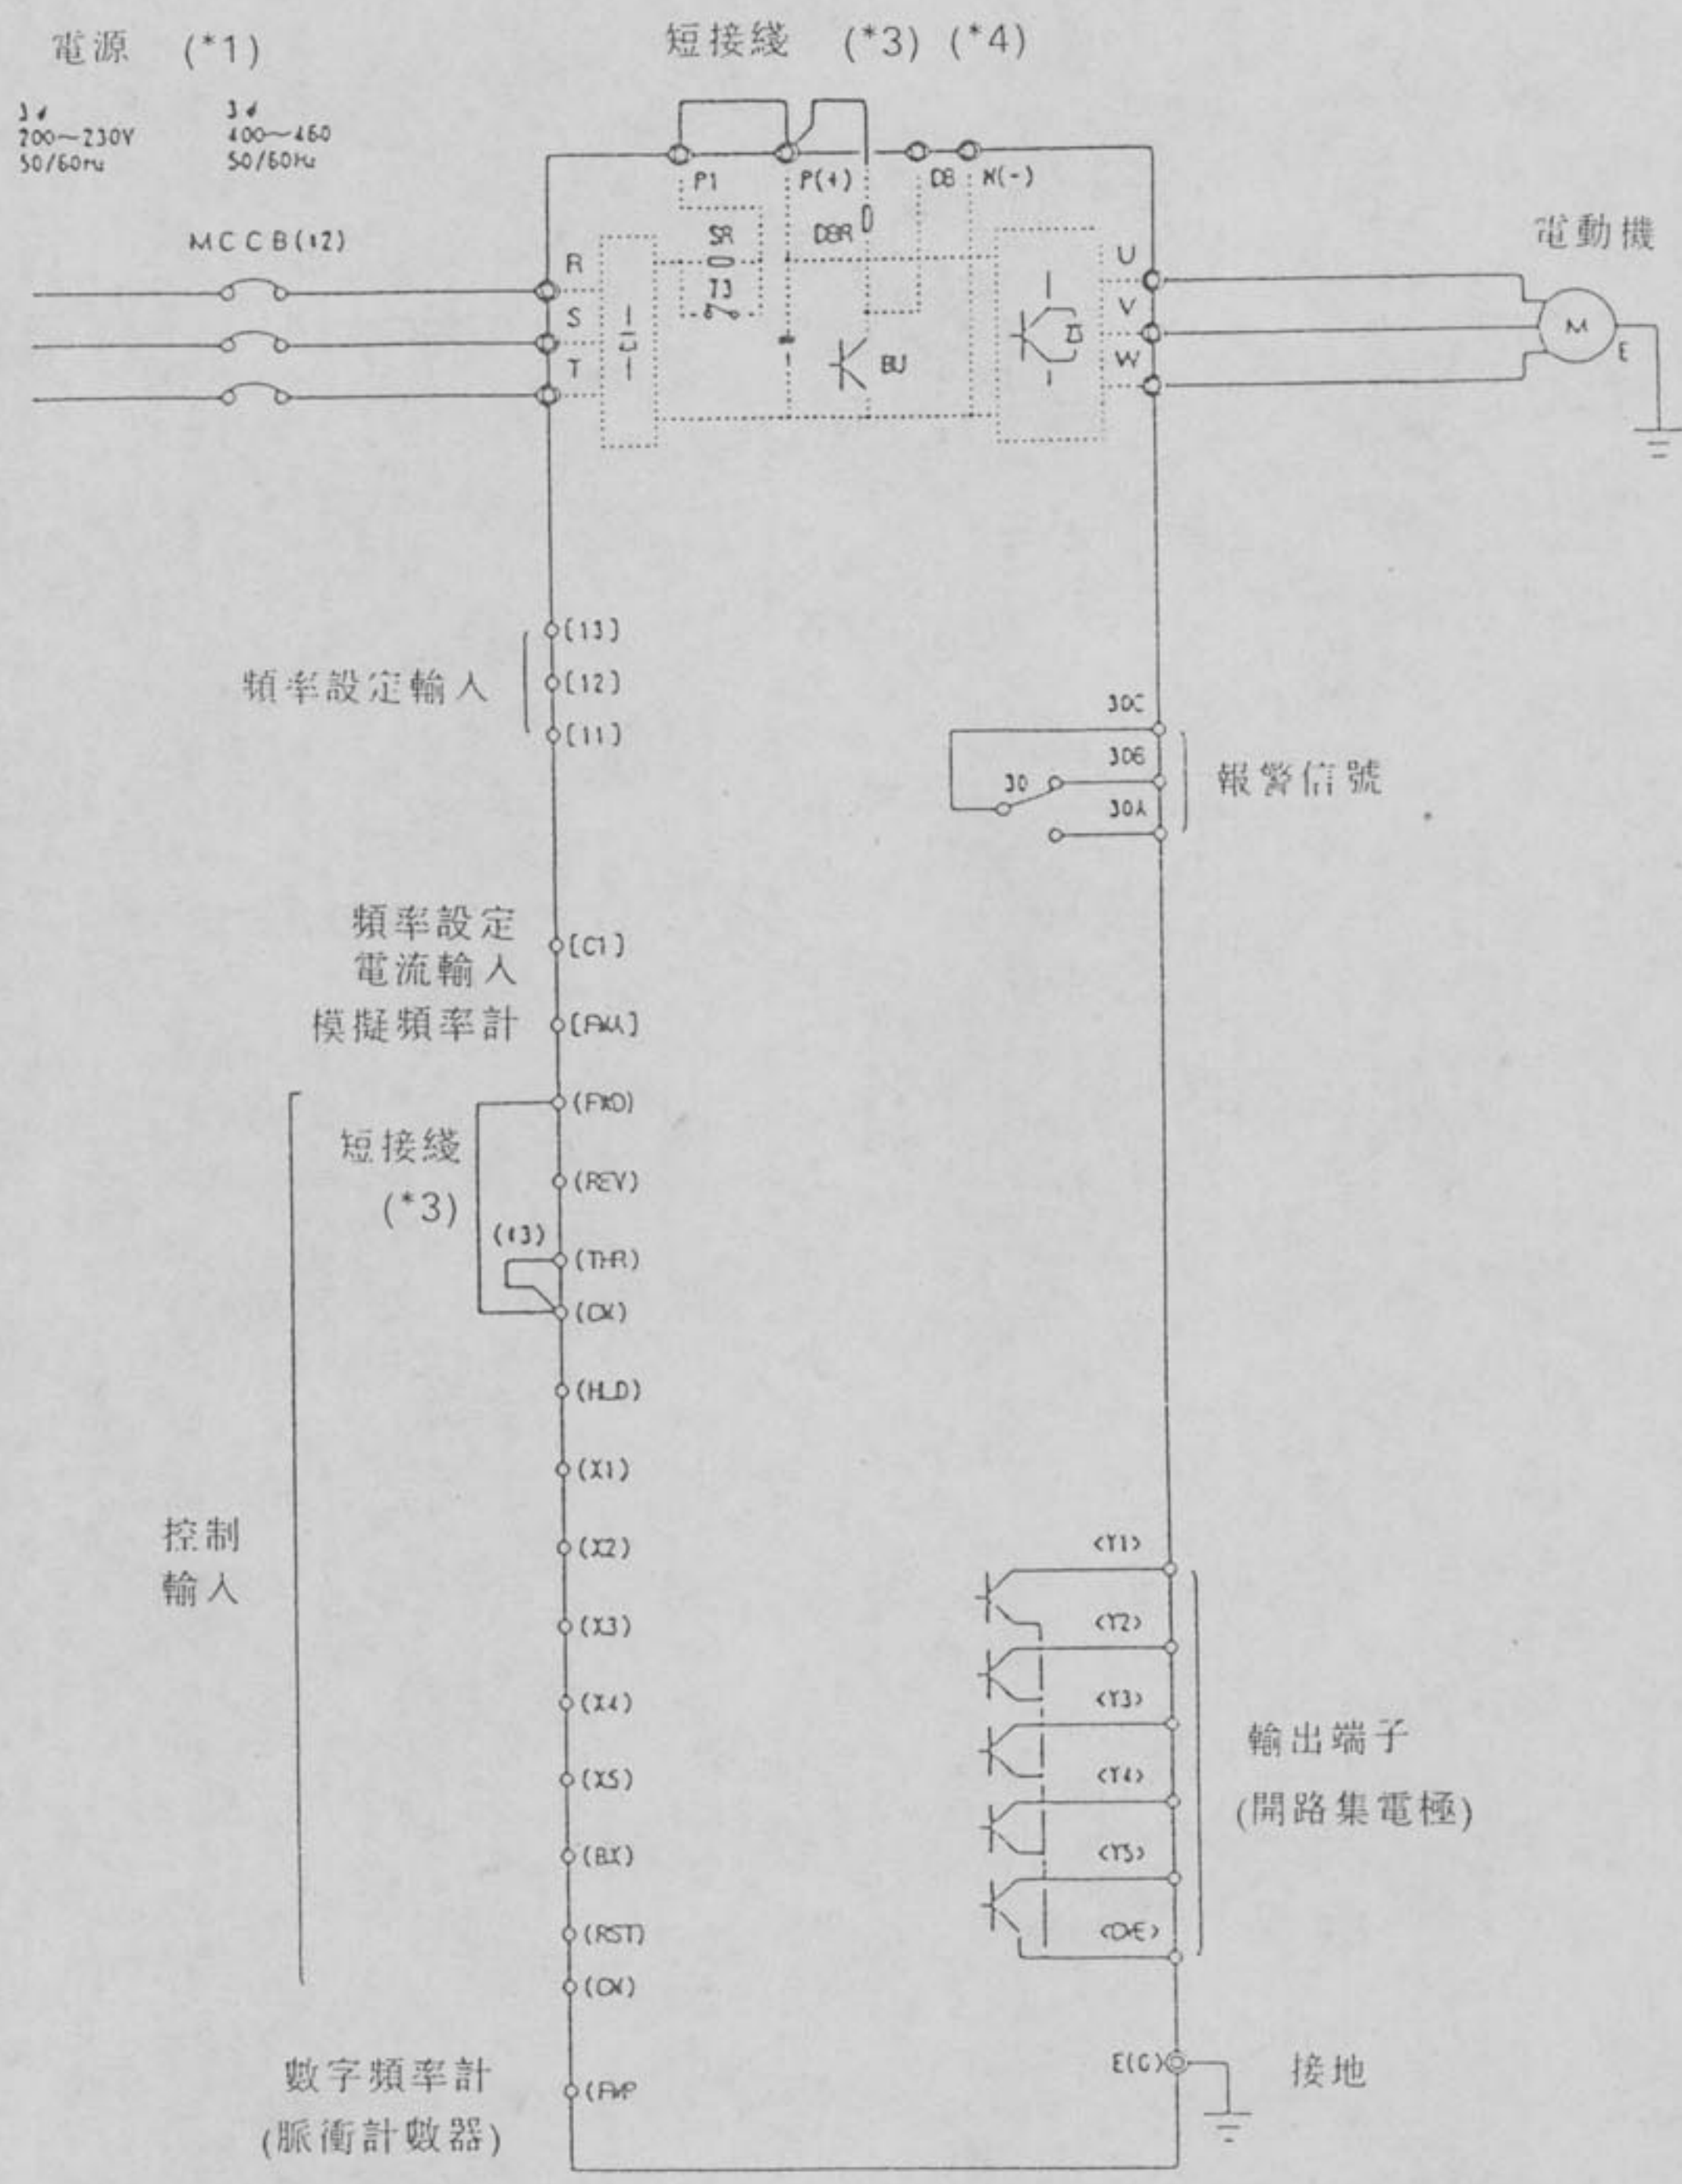 電源 (*1)
短接綫 (*3) (*4)
3ϕ
200~230V
50/60Hz
3ϕ
400~460
50/60Hz
MCCB(*2)
P1
P(+)
DB
N(-)
SR
DBR
73
BU
R
S
T
U
V
W
電動機
M
E
(13)
(12)
(11)
頻率設定輸入
30C
30B
30
30A
報警信號
頻率設定
電流輸入
[C1]
模擬頻率計
[FMA]
(FWD)
短接綫
(*3)
(REV)
(*3)
(THR)
(CM)
(HLD)
(X1)
(X2)
(X3)
(X4)
(X5)
(BX)
(RST)
(CM)
控制
輸入
<Y1>
<Y2>
<Y3>
<Y4>
<Y5>
<CME>
輸出端子
(開路集電極)
E(G)
接地
數字頻率計
(脈衝計數器)
(FMP